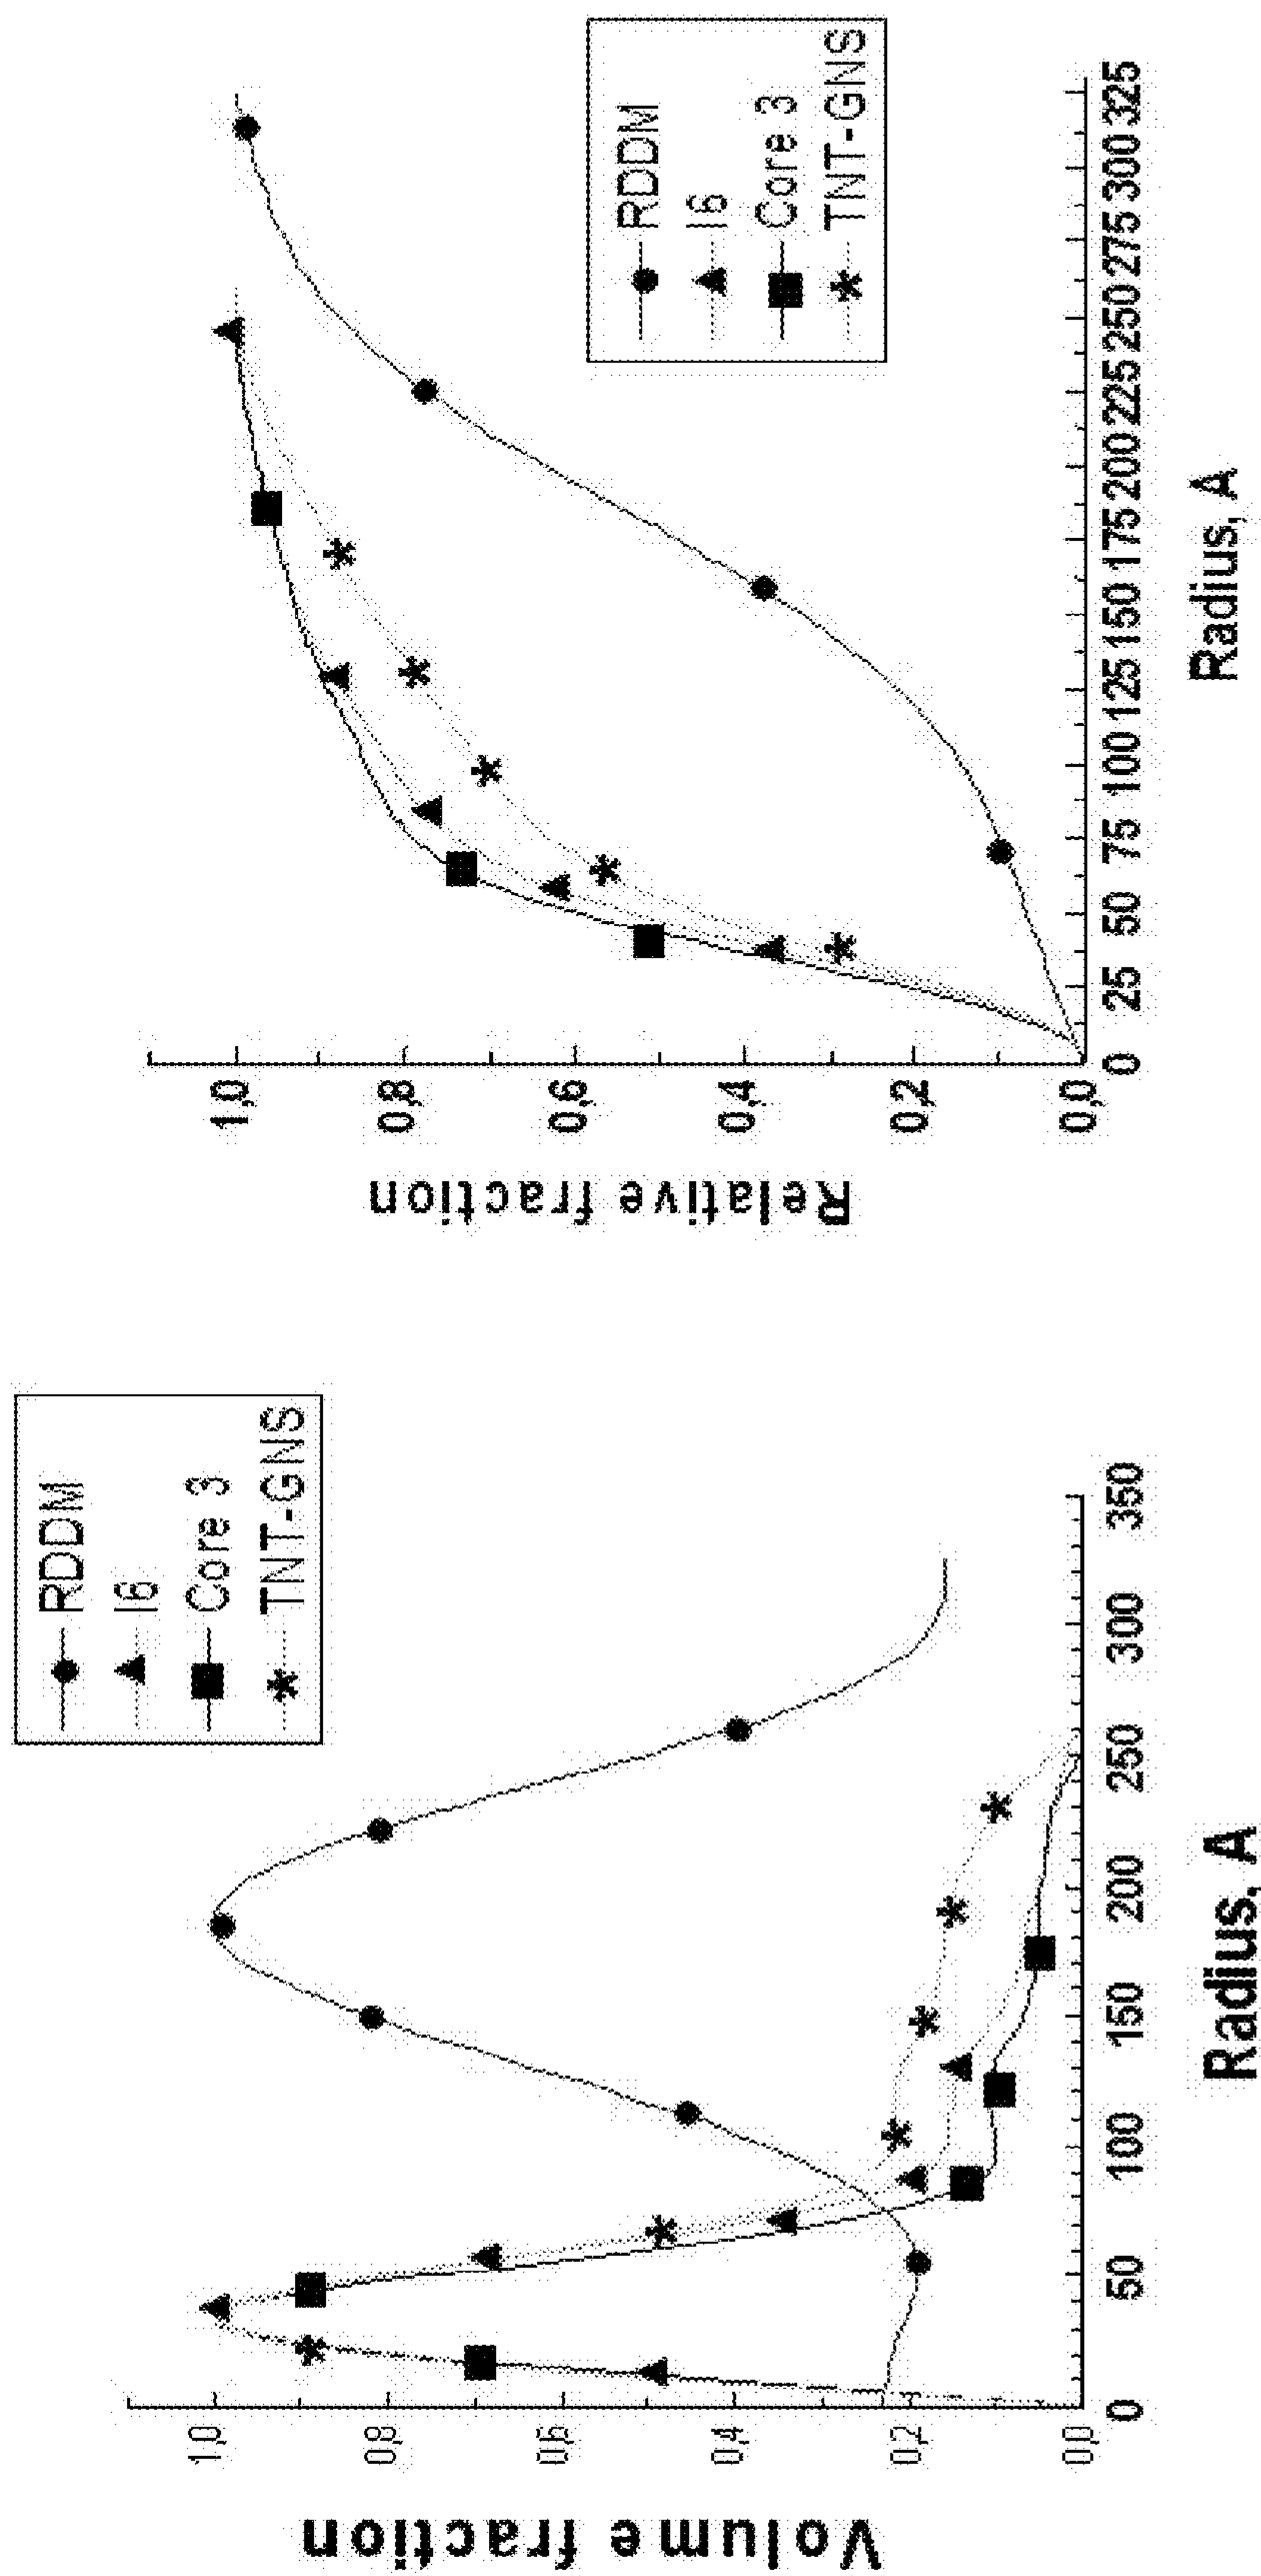 Volume fraction
1,0
0,8
0,6
0,4
0,2
0,0
0 50 100 150 200 250 300 350
Radius, A
RDDM
I6
Core 3
TNT-GNS
Relative fraction
1,0
0,8
0,6
0,4
0,2
0,0
0 25 50 75 100 125 150 175 200 225 250 275 300 325
Radius, A
RDDM
I6
Core 3
TNT-GNS